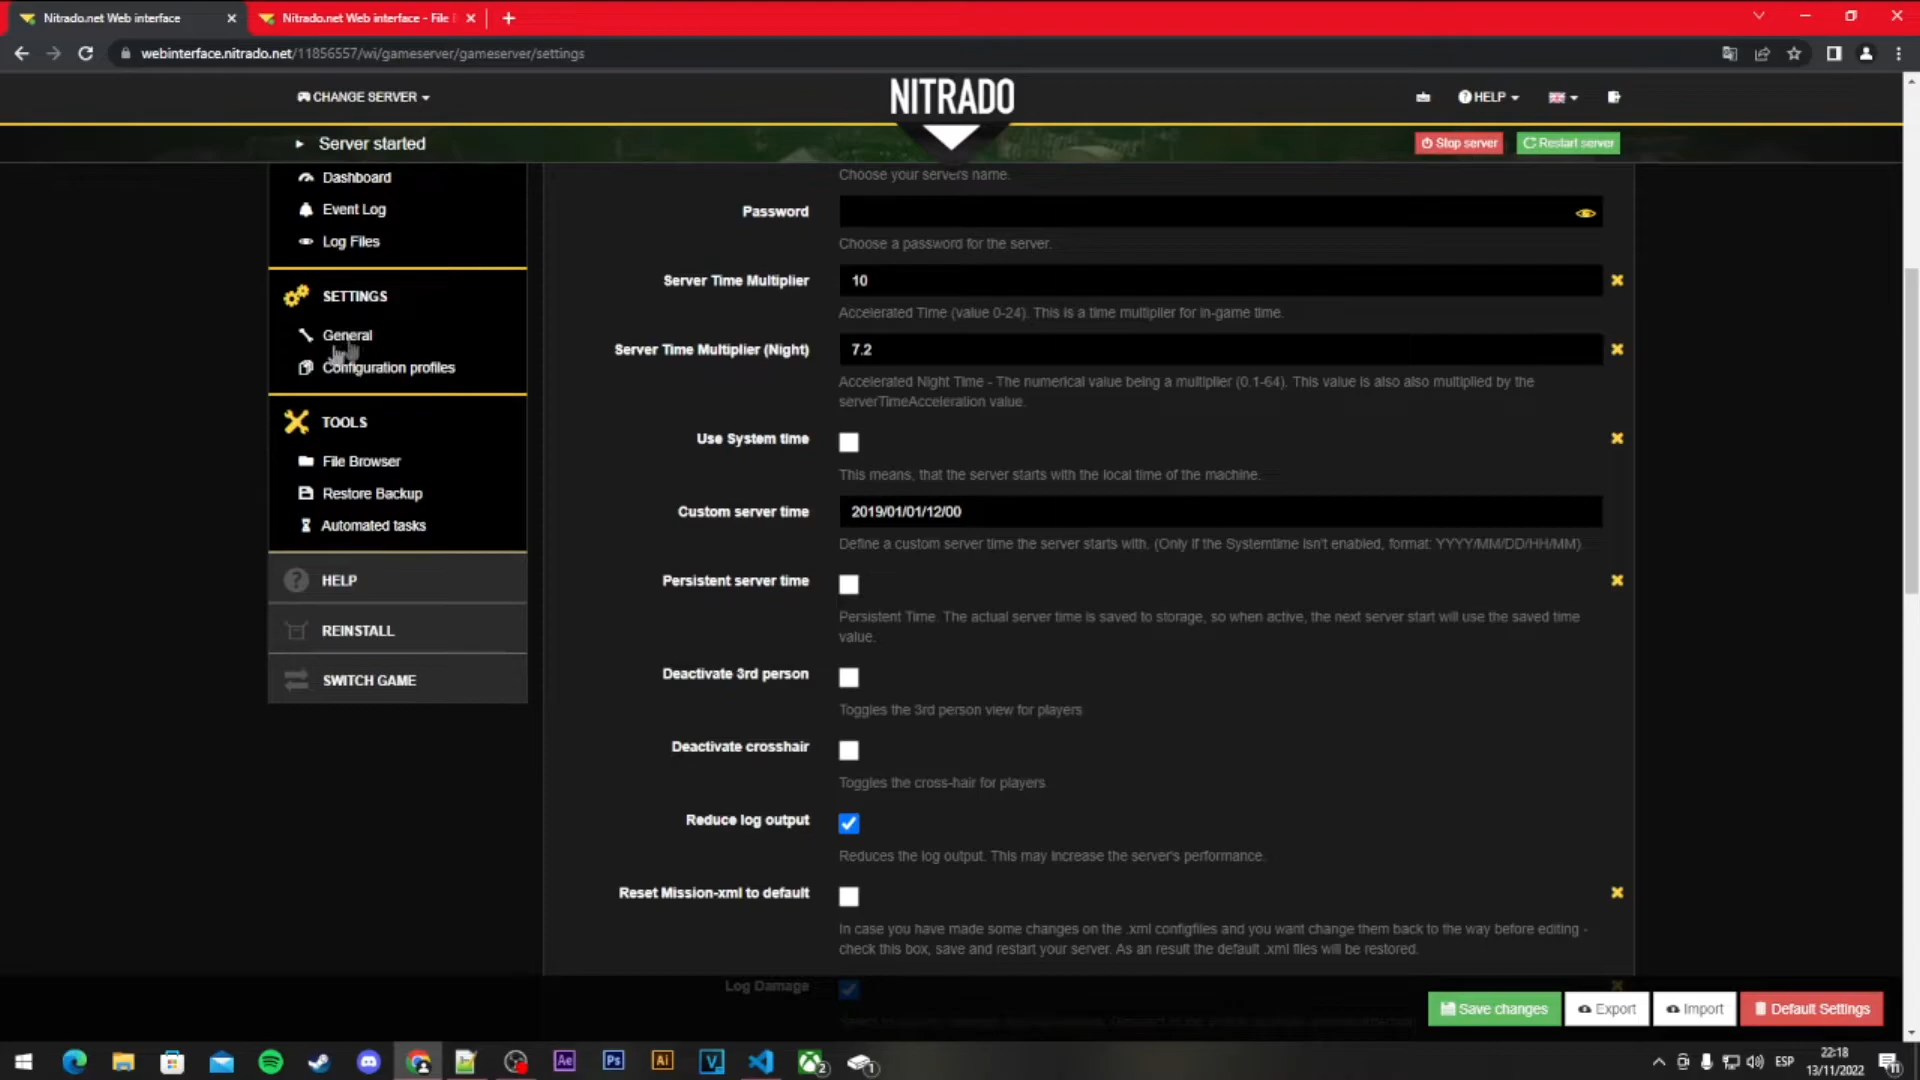 Nitrado.net Web interface
Nitrado.net Web interface - File
webinterface.nitrado.net/11856557/wi/gameserver/gameserver/settings
CHANGE SERVER
NITRADO
HELP
Server started
Stop server
Restart server
Dashboard
Event Log
Log Files
SETTINGS
General
Configuration profiles
TOOLS
File Browser
Restore Backup
Automated tasks
HELP
REINSTALL
SWITCH GAME
Choose your servers name.
Password
Choose a password for the server.
Server Time Multiplier
10
Accelerated Time (value 0-24). This is a time multiplier for in-game time.
Server Time Multiplier (Night)
7.2
Accelerated Night Time - The numerical value being a multiplier (0.1-64). This value is also also multiplied by the
serverTimeAcceleration value.
Use System time
This means, that the server starts with the local time of the machine.
Custom server time
2019/01/01/12/00
Define a custom server time the server starts with. (Only if the Systemtime isn't enabled, format: YYYY/MM/DD/HH/MM)
Persistent server time
Persistent Time. The actual server time is saved to storage, so when active, the next server start will use the saved time
value.
Deactivate 3rd person
Toggles the 3rd person view for players
Deactivate crosshair
Toggles the cross-hair for players
Reduce log output
Reduces the log output. This may increase the server's performance.
Reset Mission-xml to default
In case you have made some changes on the .xml configfiles and you want change them back to the way before editing -
check this box, save and restart your server. As an result the default .xml files will be restored.
Log Damage
Save changes
Export
Import
Default Settings
Ae
Ps
Ai
V
2
1
ESP
22:18
13/11/2022
11